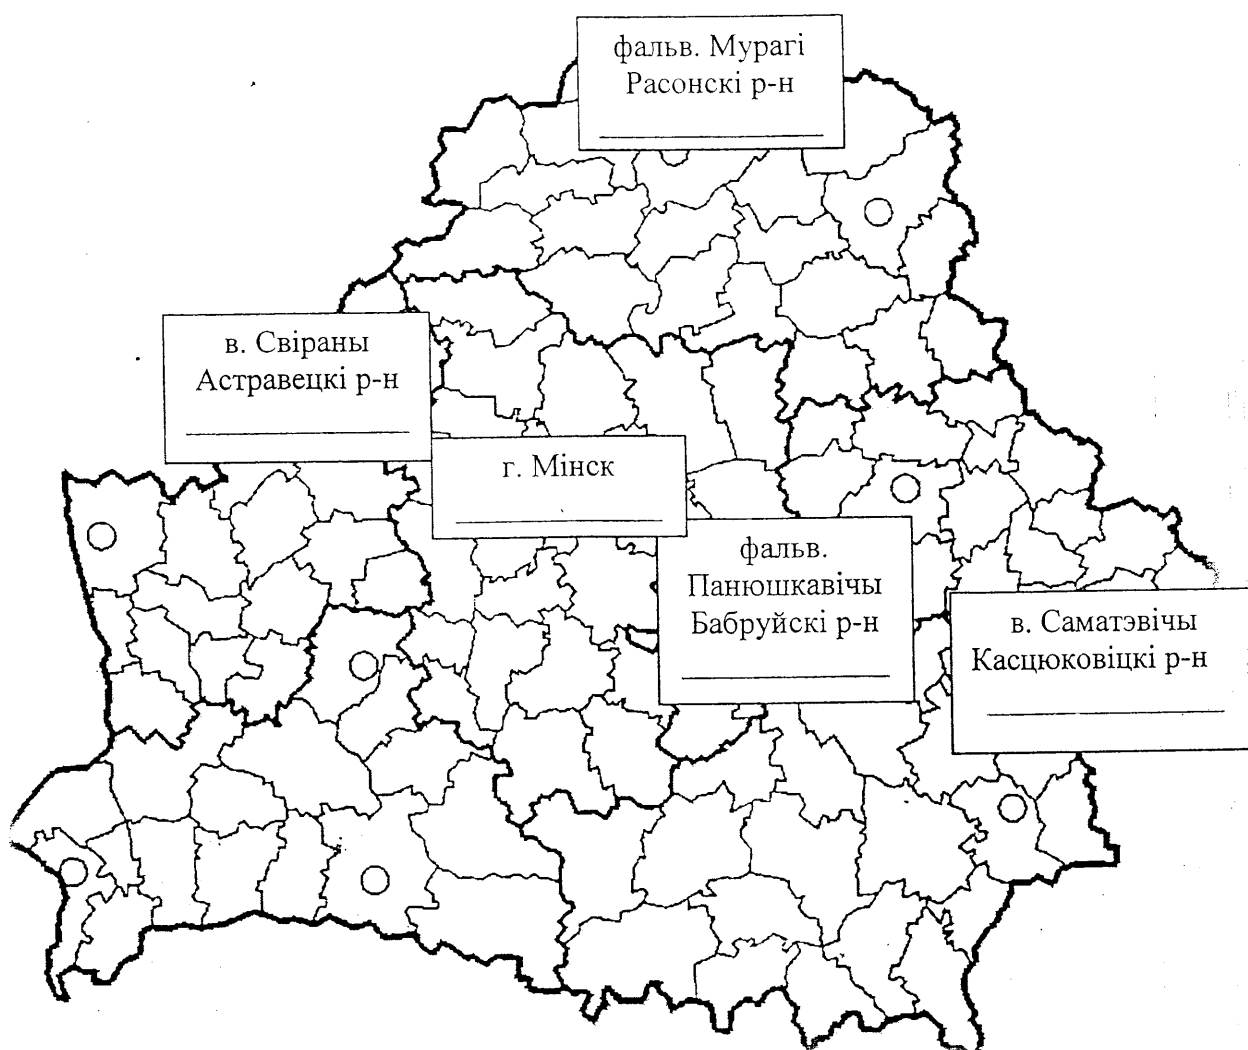 фальв. Мурагі
Расонскі р-н
в. Свіраны
Астравецкі р-н
г. Мінск
фальв.
Панюшкавічы
Бабруйскі р-н
в. Саматэвічы
Касцюковіцкі р-н